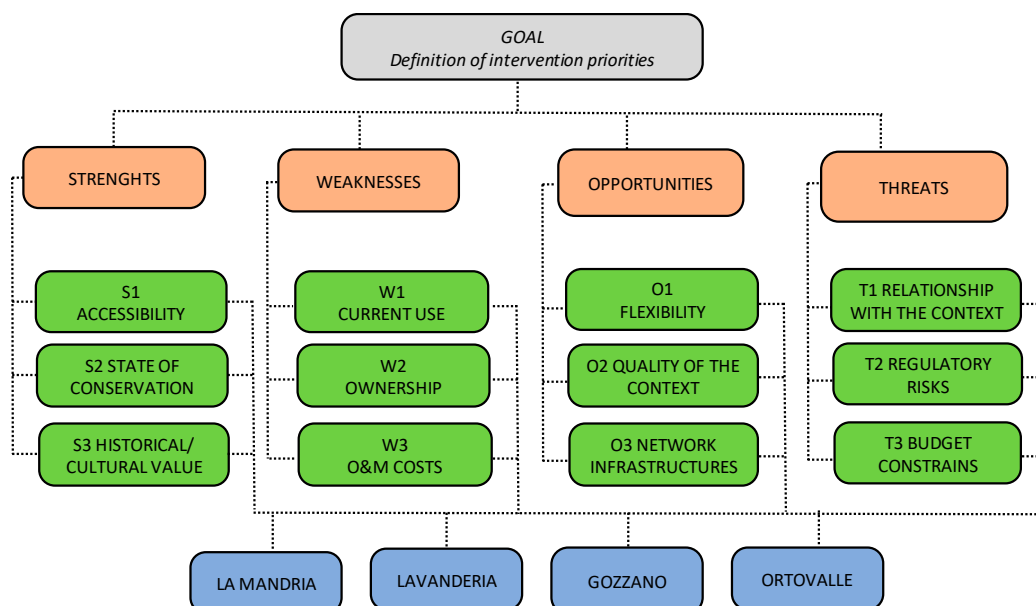 GOAL
Definition of intervention priorities
STRENGHTS
WEAKNESSES
OPPORTUNITIES
THREATS
S1
ACCESSIBILITY
W1
CURRENT USE
O1
FLEXIBILITY
T1 RELATIONSHIP
WITH THE CONTEXT
S2 STATE OF
CONSERVATION
W2
OWNERSHIP
O2 QUALITY OF THE
CONTEXT
T2 REGULATORY
RISKS
S3 HISTORICAL/
CULTURAL VALUE
W3
O&M COSTS
O3 NETWORK
INFRASTRUCTURES
T3 BUDGET
CONSTRAINS
LA MANDRIA
LAVANDERIA
GOZZANO
ORTOVALLE